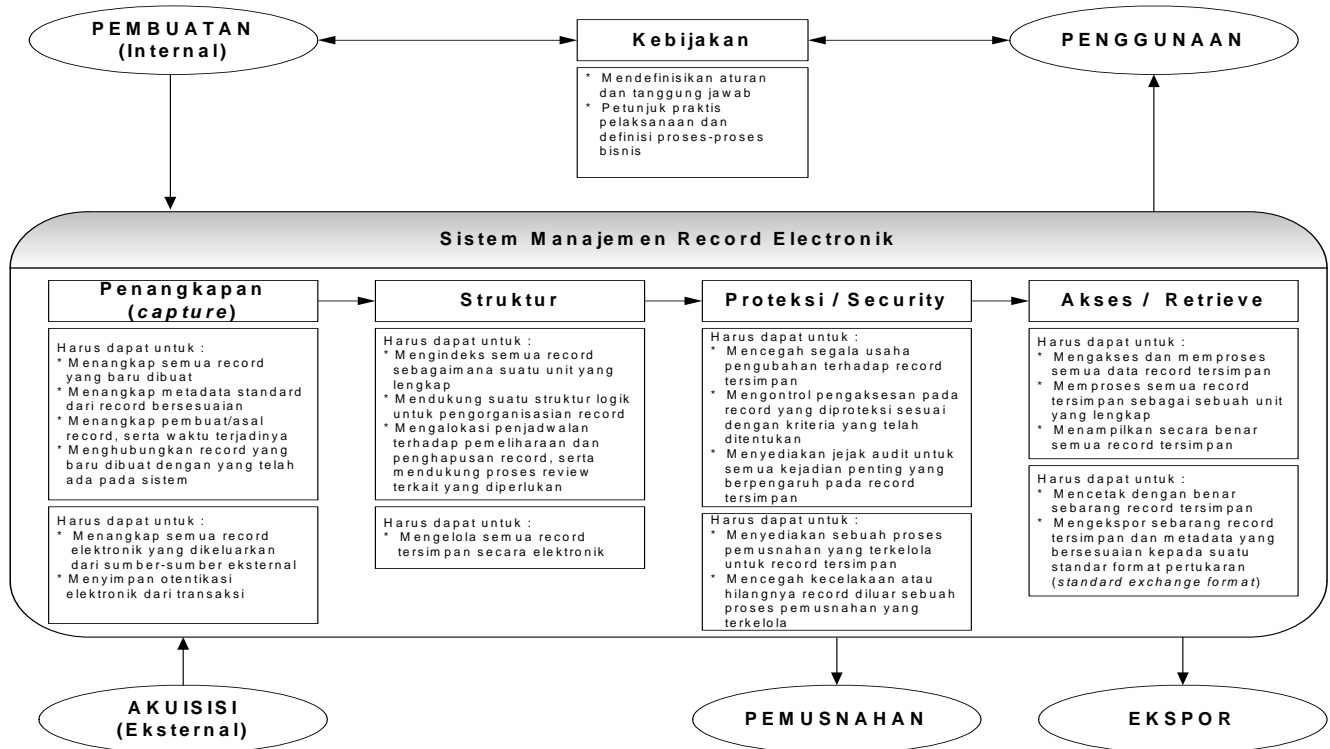 PEMBUATAN
(Internal)
Kebijakan
PENGGUNAAN
* Mendefinisikan aturan
dan tanggung jawab
* Petunjuk praktis
pelaksanaan dan
definisi proses-proses
bisnis
Sistem Manajemen Record Electronik
Penangkapan
(capture)
Harus dapat untuk :
* Menangkap semua record
yang baru dibuat
* Menangkap metadata standard
dari record bersesuaian
* Menangkap pembuat/asal
record, serta waktu terjadinya
* Menghubungkan record yang
baru dibuat dengan yang telah
ada pada sistem
Harus dapat untuk :
* Menangkap semua record
elektronik yang dikeluarkan
dari sumber-sumber eksternal
* Menyimpan otentikasi
elektronik dari transaksi
Struktur
Harus dapat untuk :
* Mengindeks semua record
sebagaimana suatu unit yang
lengkap
* Mendukung suatu struktur logik
untuk pengorganisasian record
* Mengalokasi penjadwalan
terhadap pemeliharaan dan
penghapusan record, serta
mendukung proses review
terkait yang diperlukan
Harus dapat untuk :
* Mengelola semua record
tersimpan secara elektronik
Proteksi / Security
Harus dapat untuk :
* Mencegah segala usaha
pengubahan terhadap record
tersimpan
* Mengontrol pengaksesan pada
record yang diproteksi sesuai
dengan kriteria yang telah
ditentukan
* Menyediakan jejak audit untuk
semua kejadian penting yang
berpengaruh pada record
tersimpan
Harus dapat untuk :
* Menyediakan sebuah proses
pemusnahan yang terkelola
untuk record tersimpan
* Mencegah kecelakaan atau
hilangnya record diluar sebuah
proses pemusnahan yang
terkelola
Akses / Retrieve
Harus dapat untuk :
* Mengakses dan memproses
semua data record tersimpan
* Memproses semua record
tersimpan sebagai sebuah unit
yang lengkap
* Menampilkan secara benar
semua record tersimpan
Harus dapat untuk :
* Mencetak dengan benar
sebarang record tersimpan
* Mengekspor sebarang record
tersimpan dan metadata yang
bersesuaian kepada suatu
standar format pertukaran
(standard exchange format)
AKUISISI
(Eksternal)
PEMUSNAHAN
EKSPOR